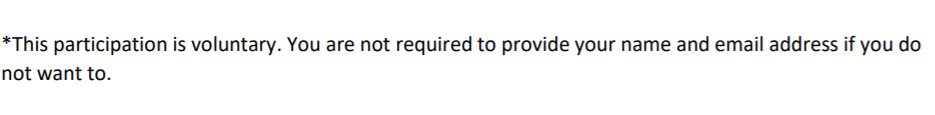 *This participation is voluntary. You are not required to provide your name and email address if you do
not want to.